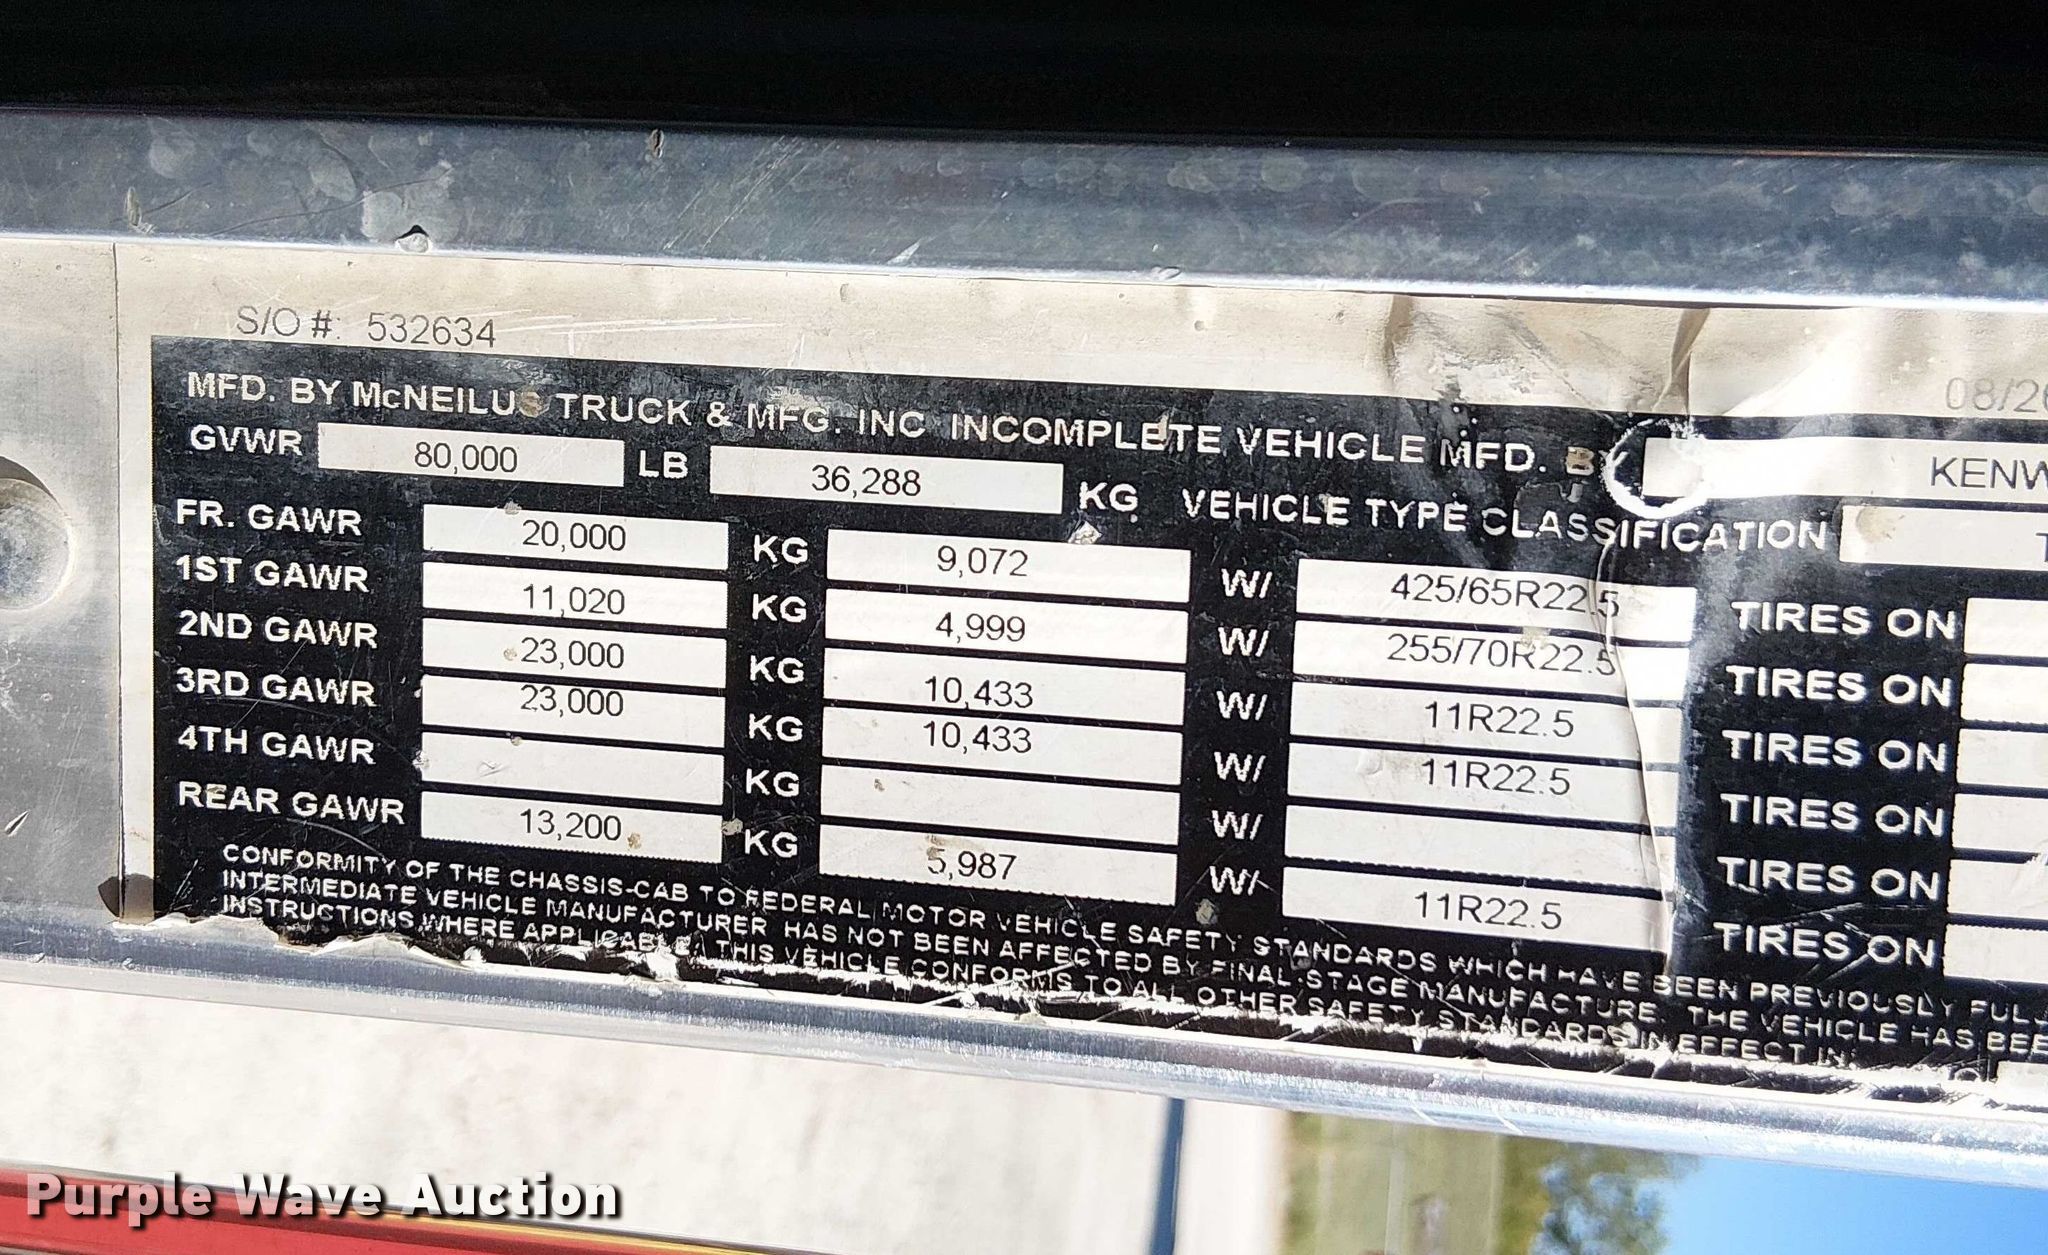 S/O #: 532634
08/20
MFD. BY McNEILUS TRUCK & MFG. INC INCOMPLETE VEHICLE MFD. BY KENW
GVWR 80,000 LB 36,288 KG VEHICLE TYPE CLASSIFICATION T
FR. GAWR 20,000 KG 9,072 W/ 425/65R22.5 TIRES ON
1ST GAWR 11,020 KG 4,999 W/ 255/70R22.5 TIRES ON
2ND GAWR 23,000 KG 10,433 W/ 11R22.5 TIRES ON
3RD GAWR 23,000 KG 10,433 W/ 11R22.5 TIRES ON
4TH GAWR KG W/ TIRES ON
REAR GAWR 13,200 KG 5,987 W/ 11R22.5 TIRES ON
CONFORMITY OF THE CHASSIS-CAB TO FEDERAL MOTOR VEHICLE SAFETY STANDARDS WHICH HAVE BEEN PREVIOUSLY FULL
INTERMEDIATE VEHICLE MANUFACTURER HAS NOT BEEN AFFECTED BY FINAL-STAGE MANUFACTURE. THE VEHICLE HAS BEE
INSTRUCTIONS, WHERE APPLICABLE. THIS VEHICLE CONFORMS TO ALL OTHER SAFETY STANDARDS IN EFFECT IN:
Purple Wave Auction